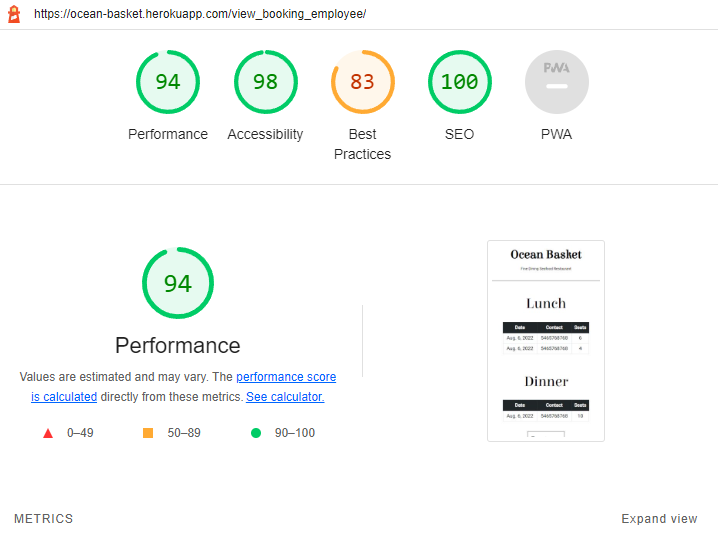 https://ocean-basket.herokuapp.com/view_booking_employee/
94 98 83 100 PWA
Performance Accessibility Best Practices SEO PWA
94
Performance
Values are estimated and may vary. The performance score
is calculated directly from these metrics. See calculator.
0–49 50–89 90–100
Ocean Basket
Fine Dining Seafood Restaurant
Lunch
Date Contact Seats
Aug. 6, 2022 5465768768 6
Aug. 6, 2022 5465768768 4
Dinner
Date Contact Seats
Aug. 6, 2022 5465768768 10
METRICS
Expand view